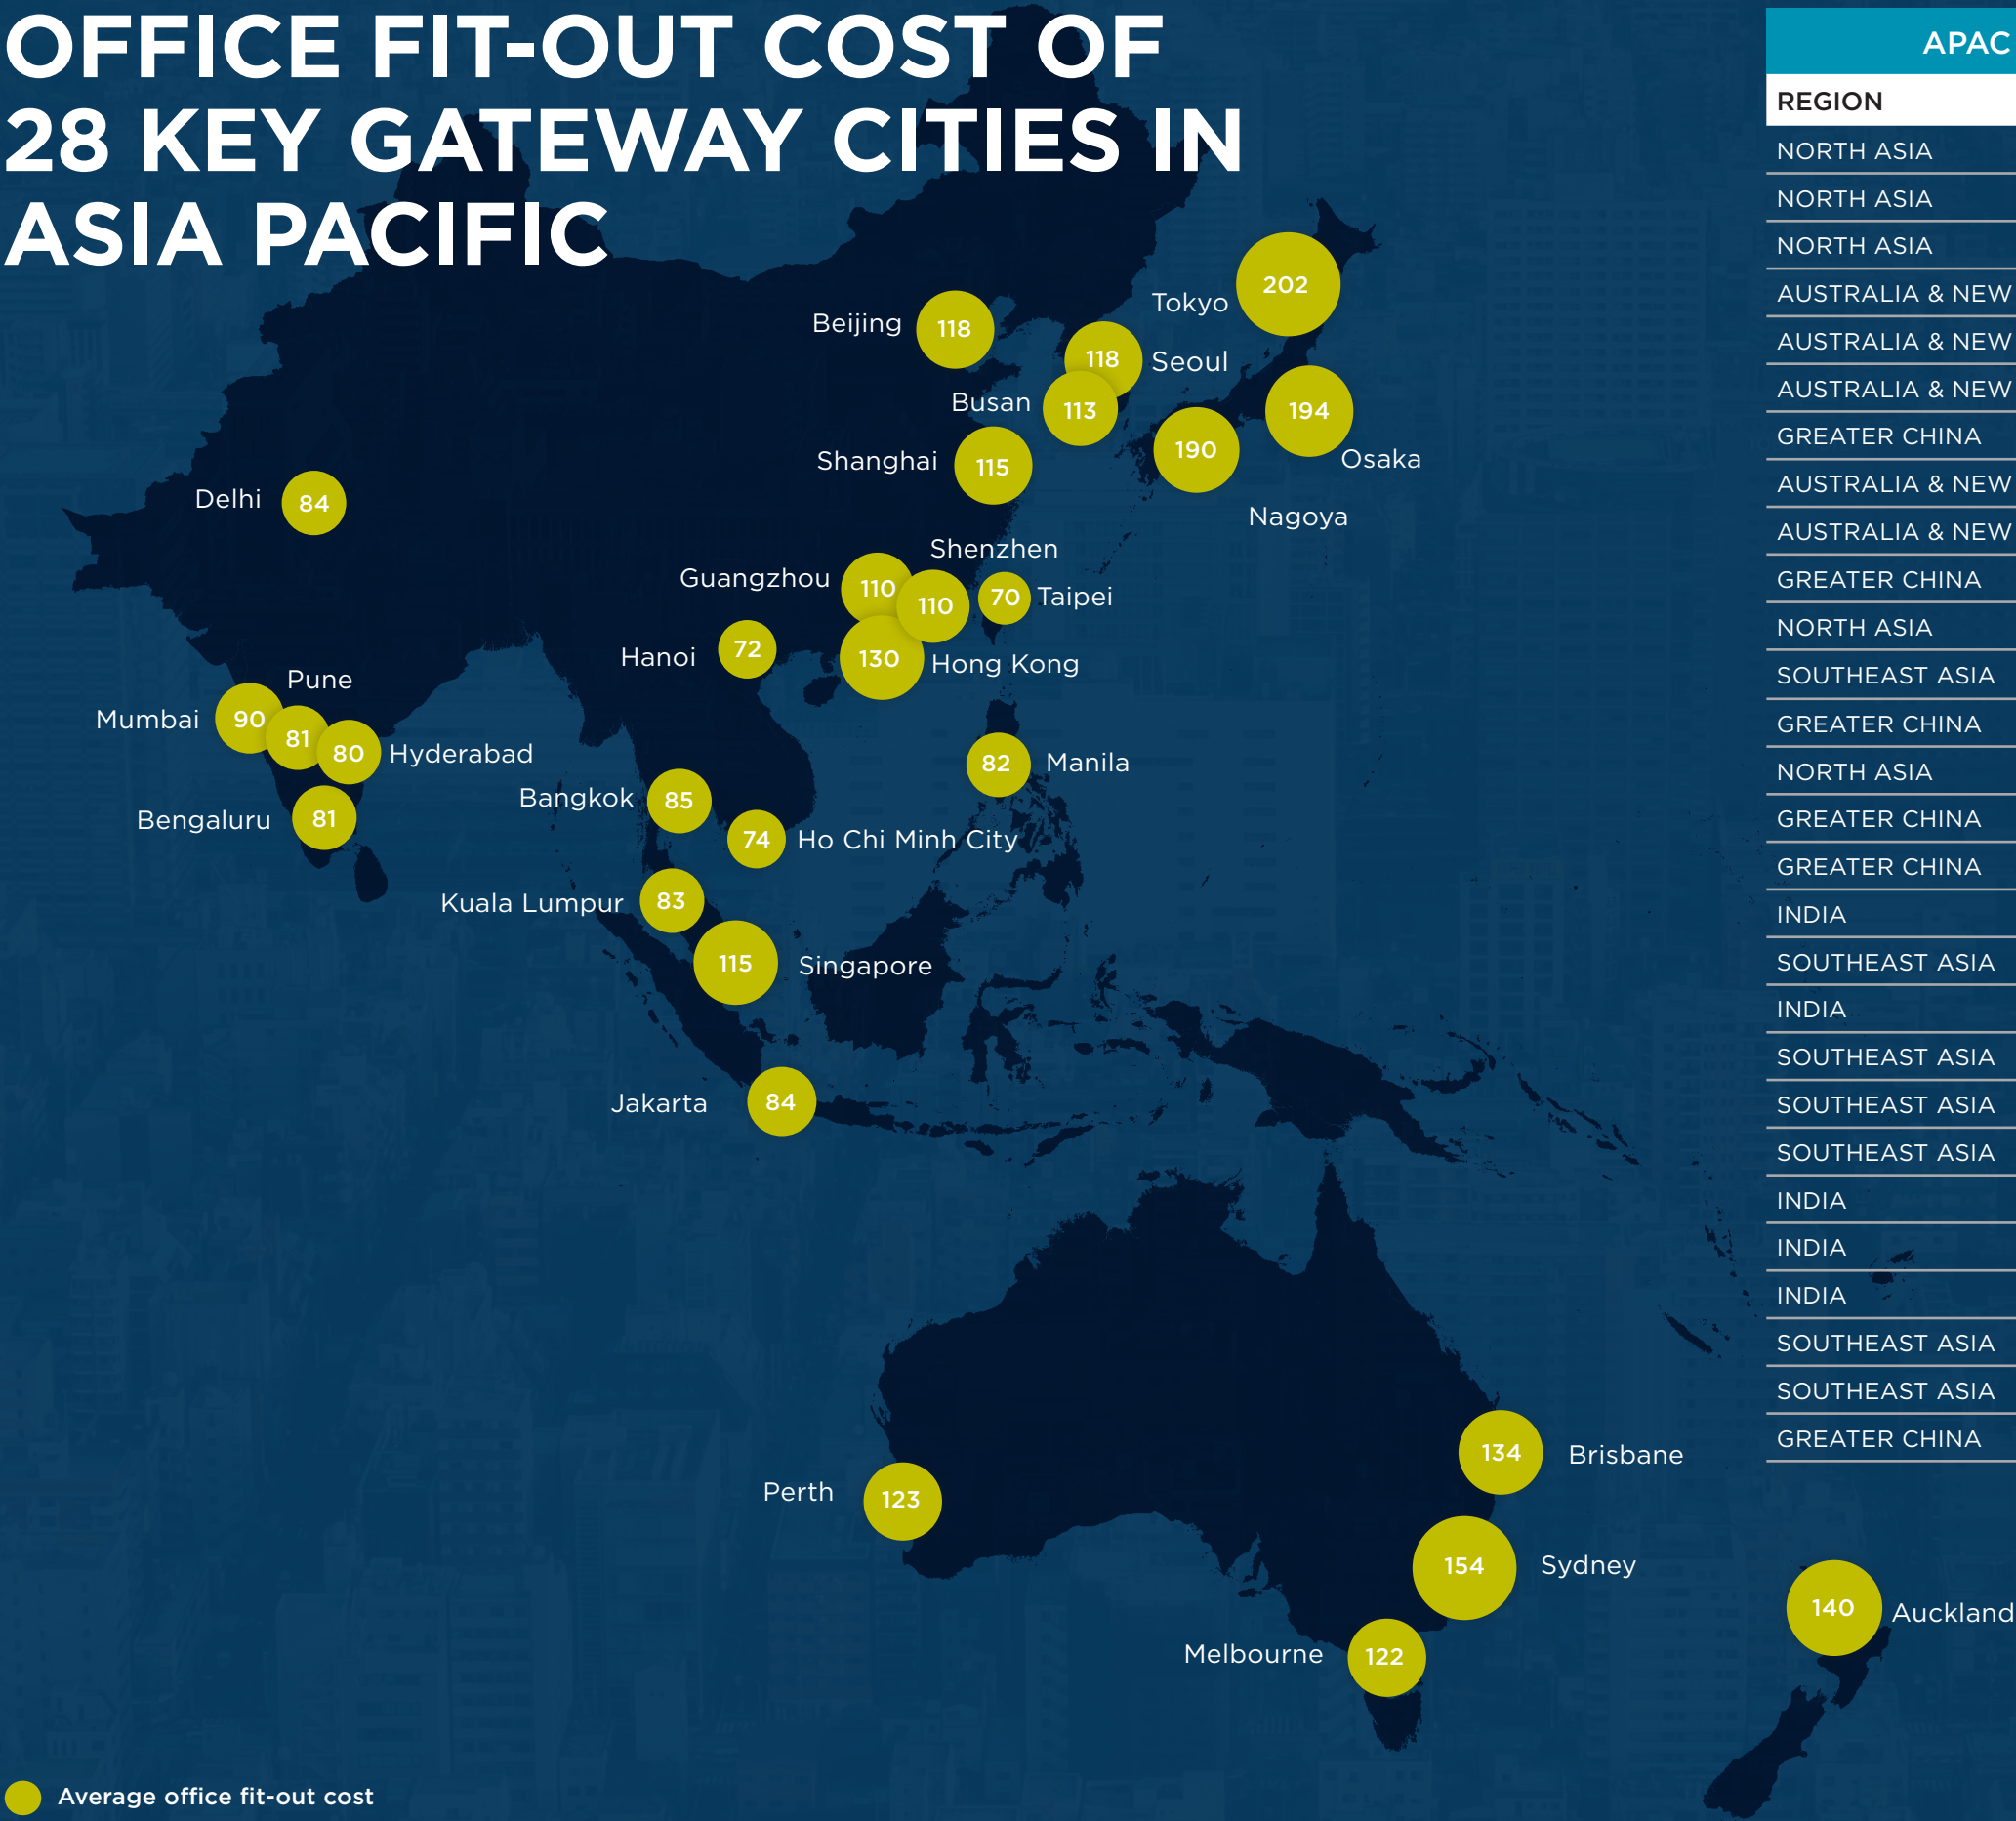 OFFICE FIT-OUT COST OF
28 KEY GATEWAY CITIES IN
ASIA PACIFIC
Tokyo
202
Beijing
118
118
Seoul
Busan
113
194
Osaka
190
Nagoya
Shanghai
115
Delhi
84
Shenzhen
Guangzhou
110
110
70
Taipei
Hanoi
72
130
Hong Kong
Pune
Mumbai
90
81
80
Hyderabad
Bengaluru
81
82
Manila
Bangkok
85
74
Ho Chi Minh City
Kuala Lumpur
83
115
Singapore
Jakarta
84
134
Brisbane
Perth
123
154
Sydney
140
Auckland
Melbourne
122
Average office fit-out cost
APAC
REGION
NORTH ASIA
NORTH ASIA
NORTH ASIA
AUSTRALIA & NEW
AUSTRALIA & NEW
AUSTRALIA & NEW
GREATER CHINA
AUSTRALIA & NEW
AUSTRALIA & NEW
GREATER CHINA
NORTH ASIA
SOUTHEAST ASIA
GREATER CHINA
NORTH ASIA
GREATER CHINA
GREATER CHINA
INDIA
SOUTHEAST ASIA
INDIA
SOUTHEAST ASIA
SOUTHEAST ASIA
SOUTHEAST ASIA
INDIA
INDIA
INDIA
SOUTHEAST ASIA
SOUTHEAST ASIA
GREATER CHINA